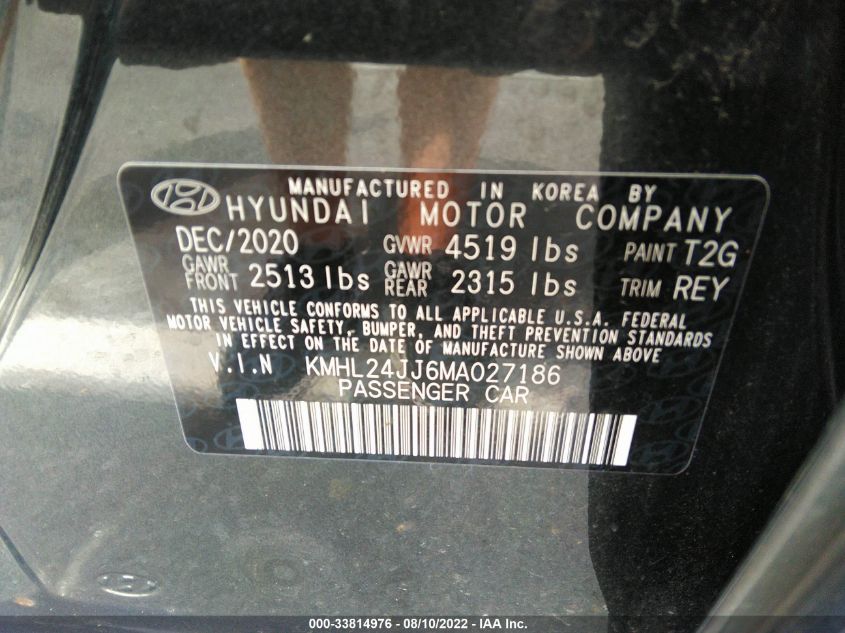 MANUFACTURED IN KOREA BY
HYUNDAI MOTOR COMPANY
DEC/2020 GVWR 4519 lbs PAINT T2G
GAWR FRONT 2513 lbs GAWR REAR 2315 lbs TRIM REY
THIS VEHICLE CONFORMS TO ALL APPLICABLE U.S.A. FEDERAL
MOTOR VEHICLE SAFETY, BUMPER, AND THEFT PREVENTION STANDARDS
IN EFFECT ON THE DATE OF MANUFACTURE SHOWN ABOVE
V.I.N KMHL24JJ6MA027186
PASSENGER CAR
000-33814976 - 08/10/2022 - IAA Inc.